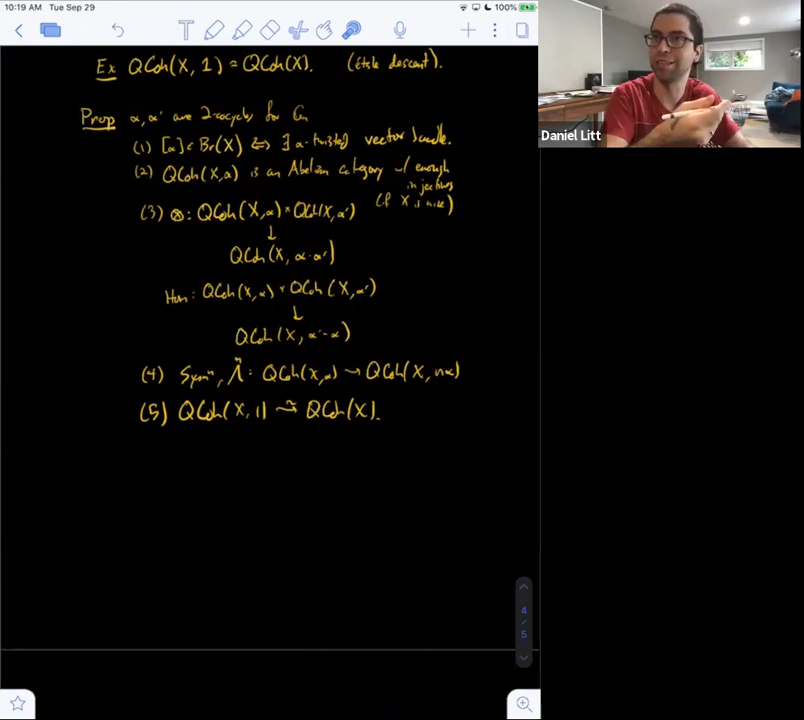 10:19 AM Tue Sep 29
100%
Ex QCoh(X, 1) = QCoh(X). (étale descent).
Daniel Litt
Prop α, α' are 2-cocycles for Gm
(1) [α] ∈ Br(X) ⟺ ∃ α-twisted vector bundle.
(2) QCoh(X,α) is an Abelian category w/ enough
injectives
(if X is nice)
(3) ⊗: QCoh(X,α) × QCoh(X,α')
↓
QCoh(X, α·α')
Hom: QCoh(X,α) × QCoh(X,α')
↓
QCoh(X, α'-α)
(4) Symⁿ, Λⁿ: QCoh(X,α) → QCoh(X, nα)
(5) QCoh(X, 1) ⥲ QCoh(X).
4
/
5